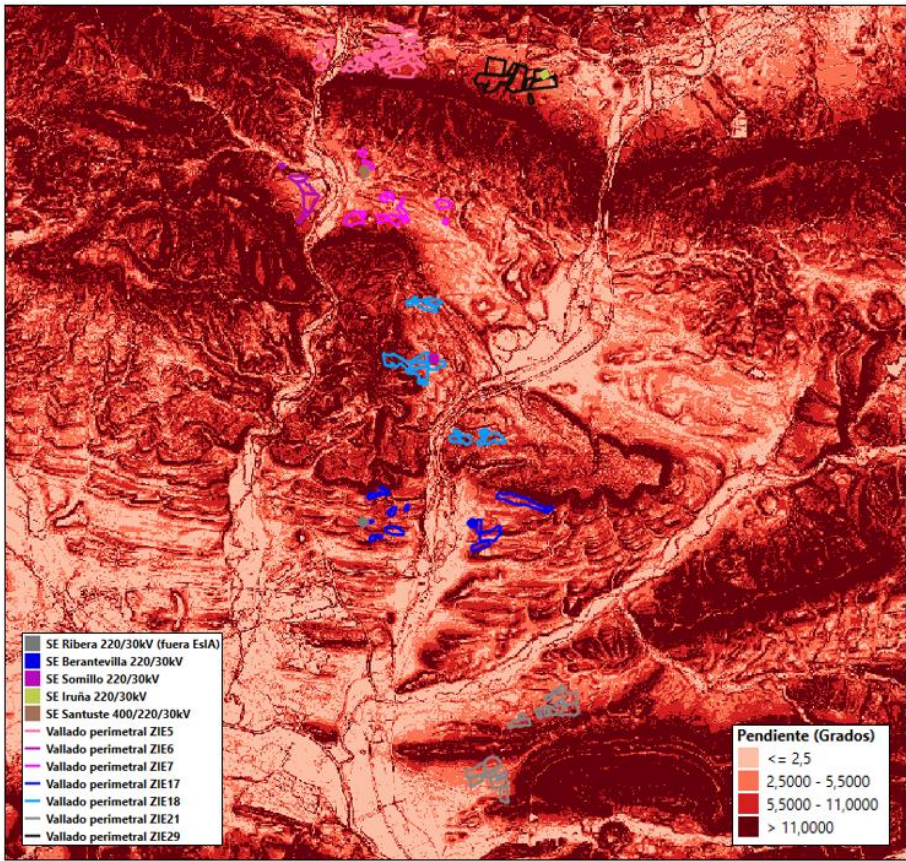 SE Ribera 220/30kV (fuera EsIA)
SE Berantevilla 220/30kV
SE Somillo 220/30kV
SE Iruña 220/30kV
SE Santuste 400/220/30kV
Vallado perimetral ZIE5
Vallado perimetral ZIE6
Vallado perimetral ZIE7
Vallado perimetral ZIE17
Vallado perimetral ZIE18
Vallado perimetral ZIE21
Vallado perimetral ZIE29
Pendiente (Grados)
<= 2,5
2,5000 - 5,5000
5,5000 - 11,0000
> 11,0000